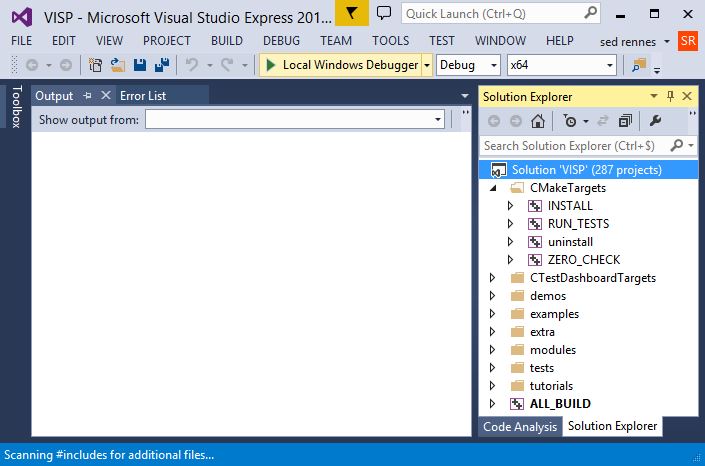 VISP - Microsoft Visual Studio Express 201...
Quick Launch (Ctrl+Q)
FILE EDIT VIEW PROJECT BUILD DEBUG TEAM TOOLS TEST WINDOW HELP sed rennes SR
Local Windows Debugger Debug x64
Toolbox
Output Error List
Show output from:
Solution Explorer
Search Solution Explorer (Ctrl+$)
Solution 'VISP' (287 projects)
CMakeTargets
INSTALL
RUN_TESTS
uninstall
ZERO_CHECK
CTestDashboardTargets
demos
examples
extra
modules
tests
tutorials
ALL_BUILD
Code Analysis Solution Explorer
Scanning #includes for additional files...